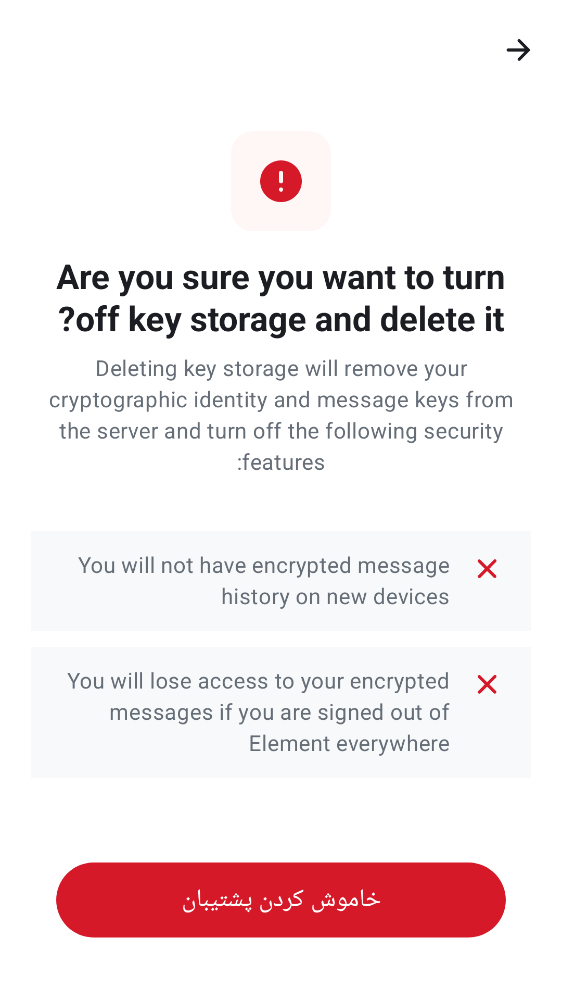 Are you sure you want to turn
off key storage and delete it?
Deleting key storage will remove your
cryptographic identity and message keys from
the server and turn off the following security
features:
You will not have encrypted message
history on new devices
You will lose access to your encrypted
messages if you are signed out of
Element everywhere
خاموش کردن پشتیبان